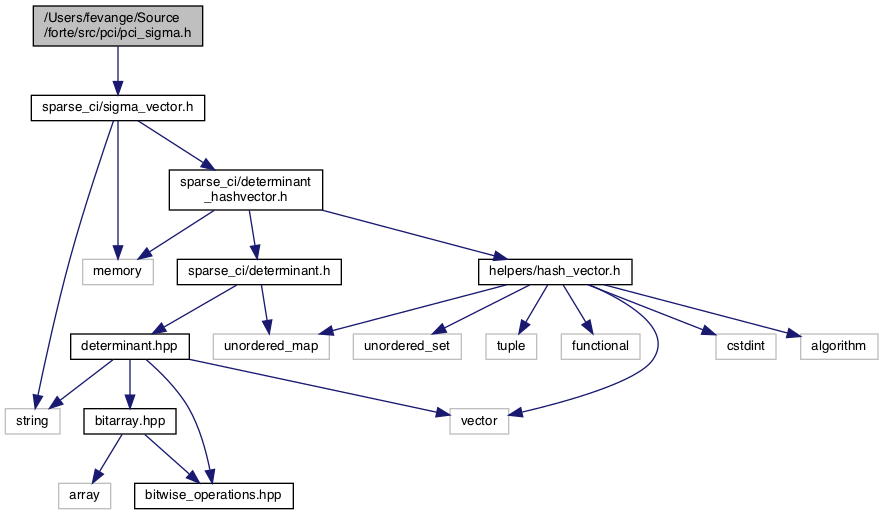 /Users/fevange/Source
/forte/src/pci/pci_sigma.h
sparse_ci/sigma_vector.h
sparse_ci/determinant
_hashvector.h
memory
sparse_ci/determinant.h
helpers/hash_vector.h
determinant.hpp
unordered_map
unordered_set
tuple
functional
cstdint
algorithm
string
bitarray.hpp
vector
array
bitwise_operations.hpp